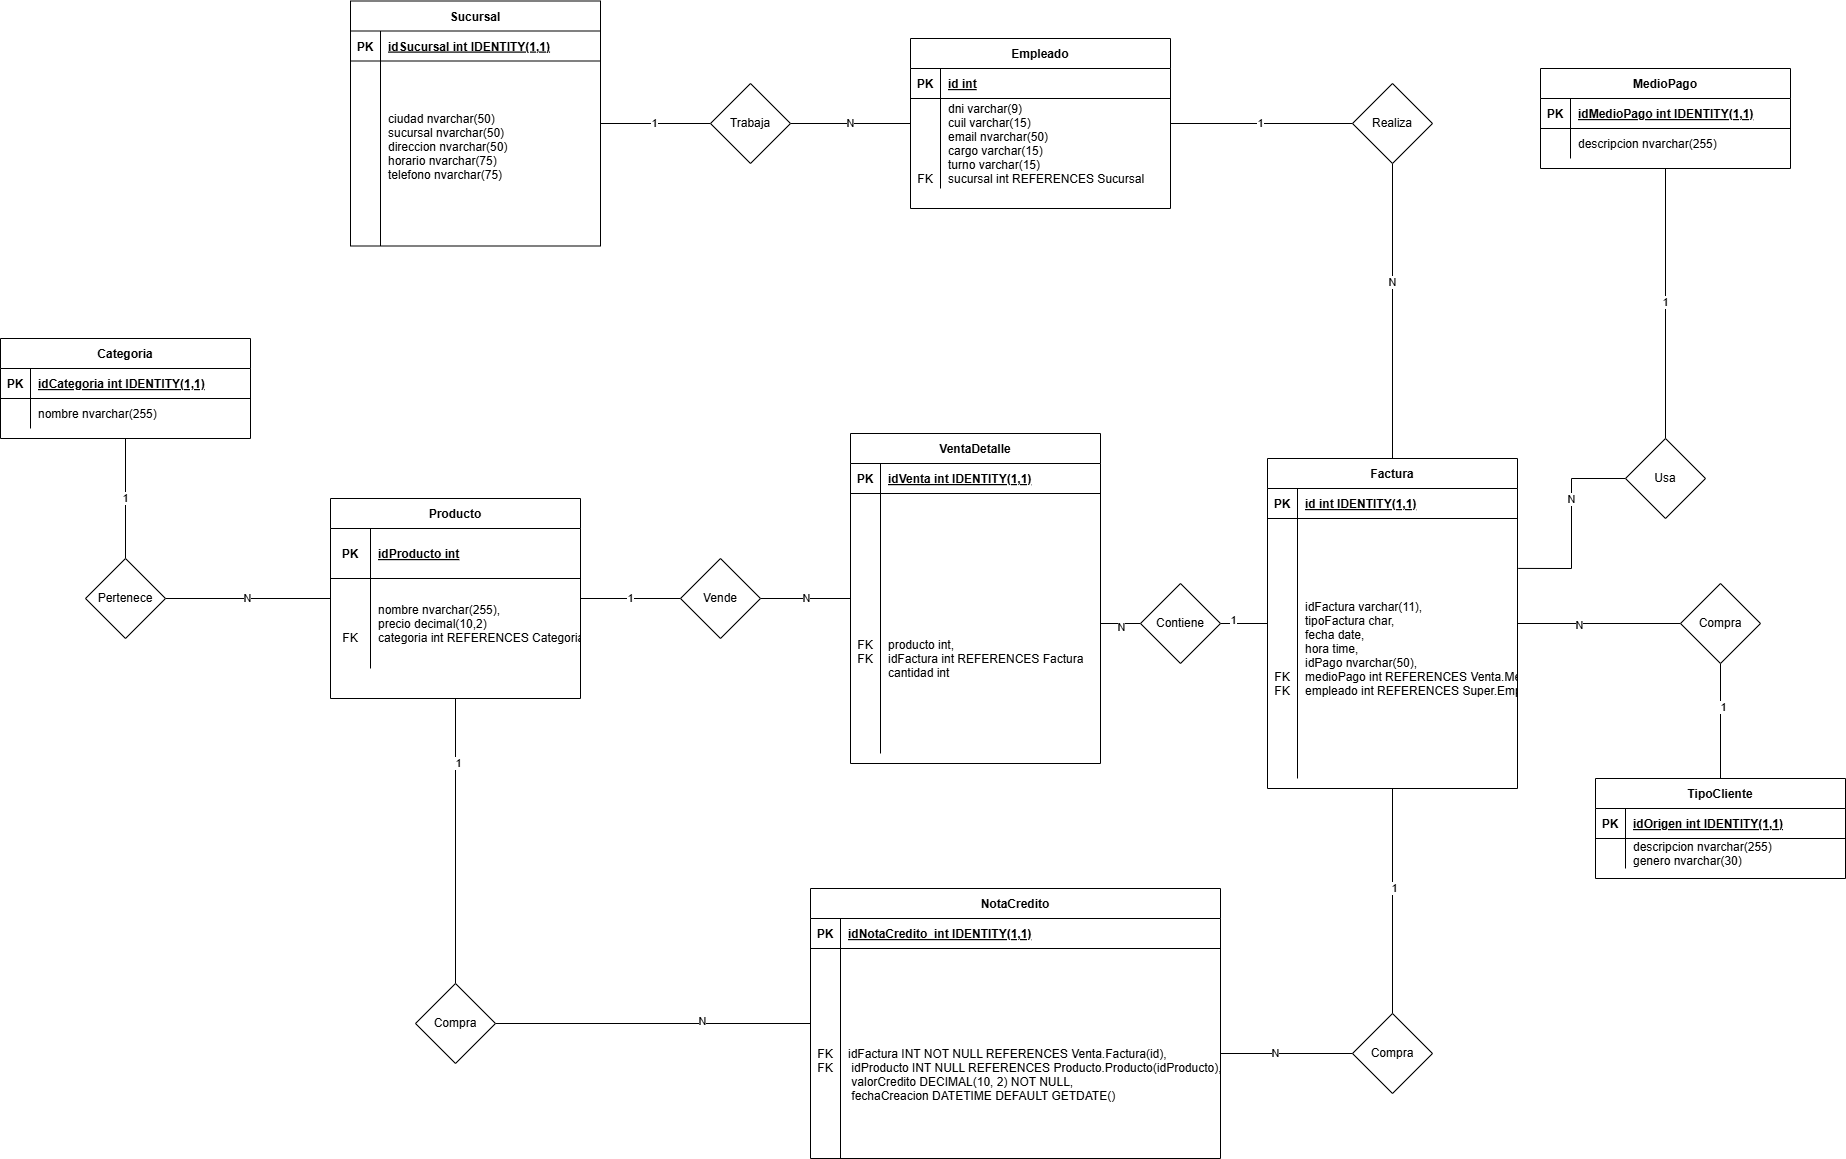 Sucursal
PK idSucursal int IDENTITY(1,1)
ciudad nvarchar(50)
sucursal nvarchar(50)
direccion nvarchar(50)
horario nvarchar(75)
telefono nvarchar(75)
1
Trabaja
N
Empleado
PK id int
dni varchar(9)
cuil varchar(15)
email nvarchar(50)
cargo varchar(15)
turno varchar(15)
FK sucursal int REFERENCES Sucursal
1
Realiza
N
MedioPago
PK idMedioPago int IDENTITY(1,1)
descripcion nvarchar(255)
1
Usa
N
Categoria
PK idCategoria int IDENTITY(1,1)
nombre nvarchar(255)
1
Pertenece
N
Producto
PK idProducto int
nombre nvarchar(255),
precio decimal(10,2)
FK categoria int REFERENCES Categoria
1
Vende
N
VentaDetalle
PK idVenta int IDENTITY(1,1)
FK producto int,
FK idFactura int REFERENCES Factura
cantidad int
N
Contiene
1
Factura
PK id int IDENTITY(1,1)
idFactura varchar(11),
tipoFactura char,
fecha date,
hora time,
idPago nvarchar(50),
FK medioPago int REFERENCES Venta.Me
FK empleado int REFERENCES Super.Emp
N
Compra
1
TipoCliente
PK idOrigen int IDENTITY(1,1)
descripcion nvarchar(255)
genero nvarchar(30)
1
Compra
N
NotaCredito
PK idNotaCredito int IDENTITY(1,1)
FK idFactura INT NOT NULL REFERENCES Venta.Factura(id),
FK idProducto INT NULL REFERENCES Producto.Producto(idProducto),
valorCredito DECIMAL(10, 2) NOT NULL,
fechaCreacion DATETIME DEFAULT GETDATE()
1
N
Compra